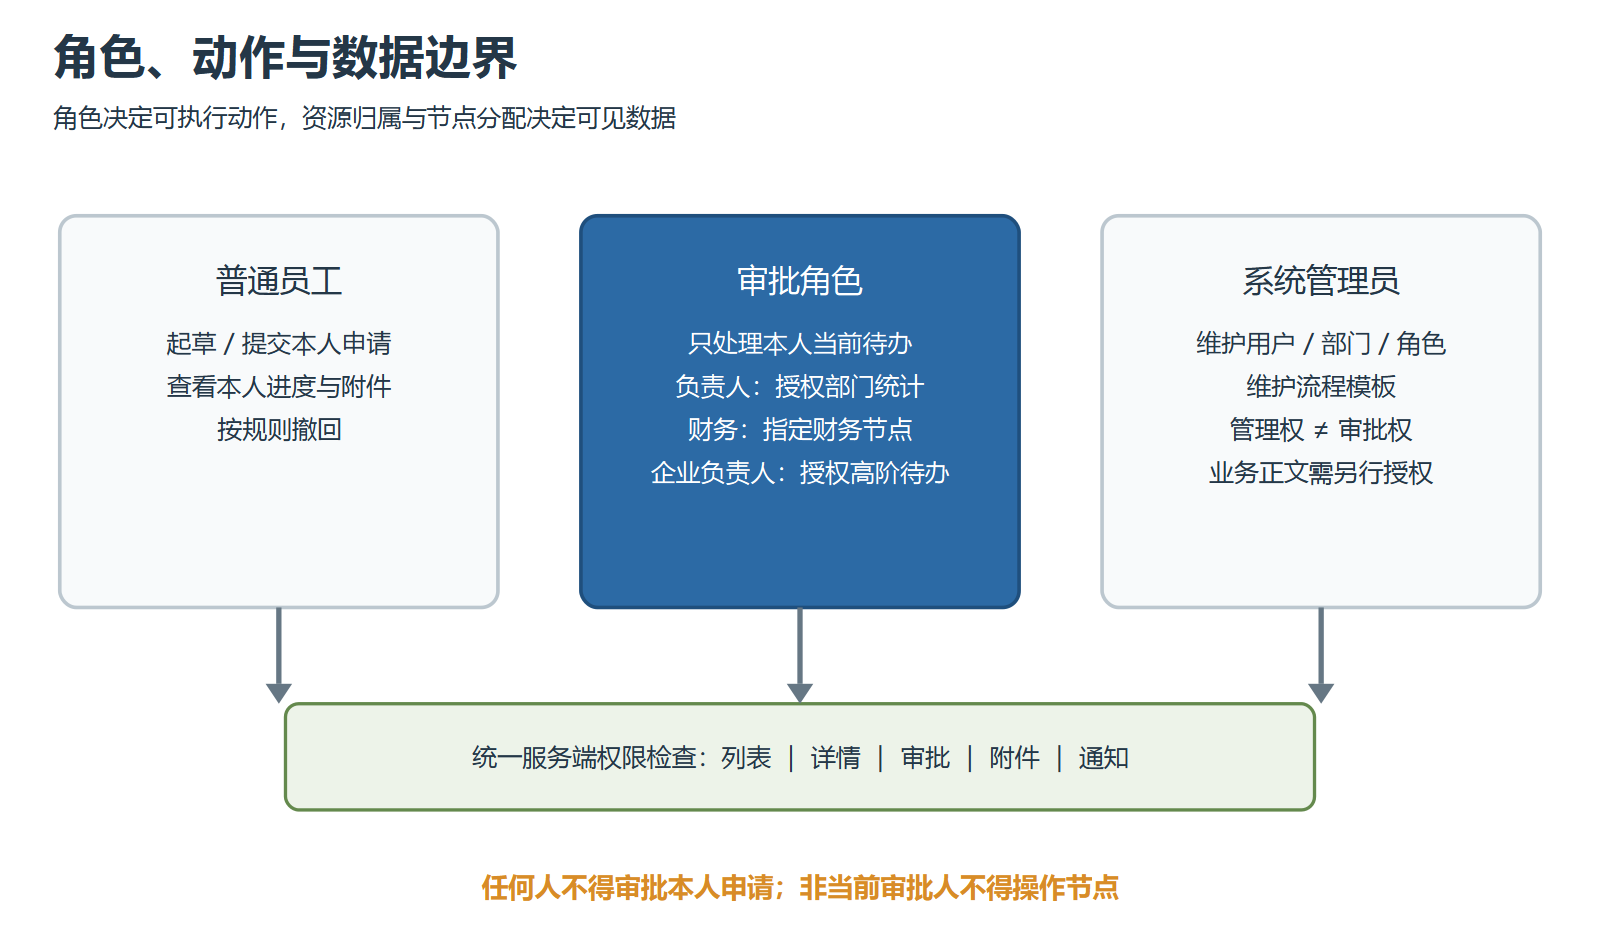 角色、动作与数据边界
角色决定可执行动作，资源归属与节点分配决定可见数据
普通员工
起草 / 提交本人申请
查看本人进度与附件
按规则撤回
审批角色
只处理本人当前待办
负责人：授权部门统计
财务：指定财务节点
企业负责人：授权高阶待办
系统管理员
维护用户 / 部门 / 角色
维护流程模板
管理权 ≠ 审批权
业务正文需另行授权
统一服务端权限检查：列表 ｜ 详情 ｜ 审批 ｜ 附件 ｜ 通知
任何人不得审批本人申请；非当前审批人不得操作节点